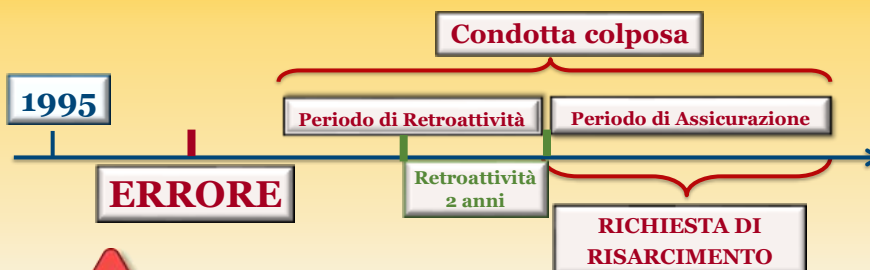 Condotta colposa
1995
Periodo di Retroattività
Periodo di Assicurazione
ERRORE
Retroattività
2 anni
RICHIESTA DI
RISARCIMENTO